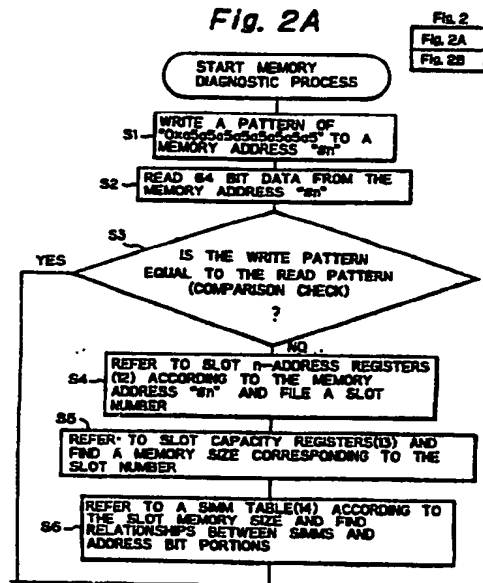 Fig. 2A
Fig. 2
Fig. 2A
Fig. 2B
START MEMORY
DIAGNOSTIC PROCESS
S1
WRITE A PATTERN OF
"0xa5a5a5a5a5a5a5a5" TO A
MEMORY ADDRESS "an"
S2
READ 64 BIT DATA FROM THE
MEMORY ADDRESS "an"
S3
YES
IS THE WRITE PATTERN
EQUAL TO THE READ PATTERN
(COMPARISON CHECK)
?
NO
S4
REFER TO SLOT n-ADDRESS REGISTERS
(12) ACCORDING TO THE MEMORY
ADDRESS "an" AND FILE A SLOT
NUMBER
S5
REFER TO SLOT CAPACITY REGISTERS(13) AND
FIND A MEMORY SIZE CORRESPONDING TO THE
SLOT NUMBER
S6
REFER TO A SIMM TABLE(14) ACCORDING TO
THE SLOT MEMORY SIZE AND FIND
RELATIONSHIPS BETWEEN SIMMS AND
ADDRESS BIT PORTIONS